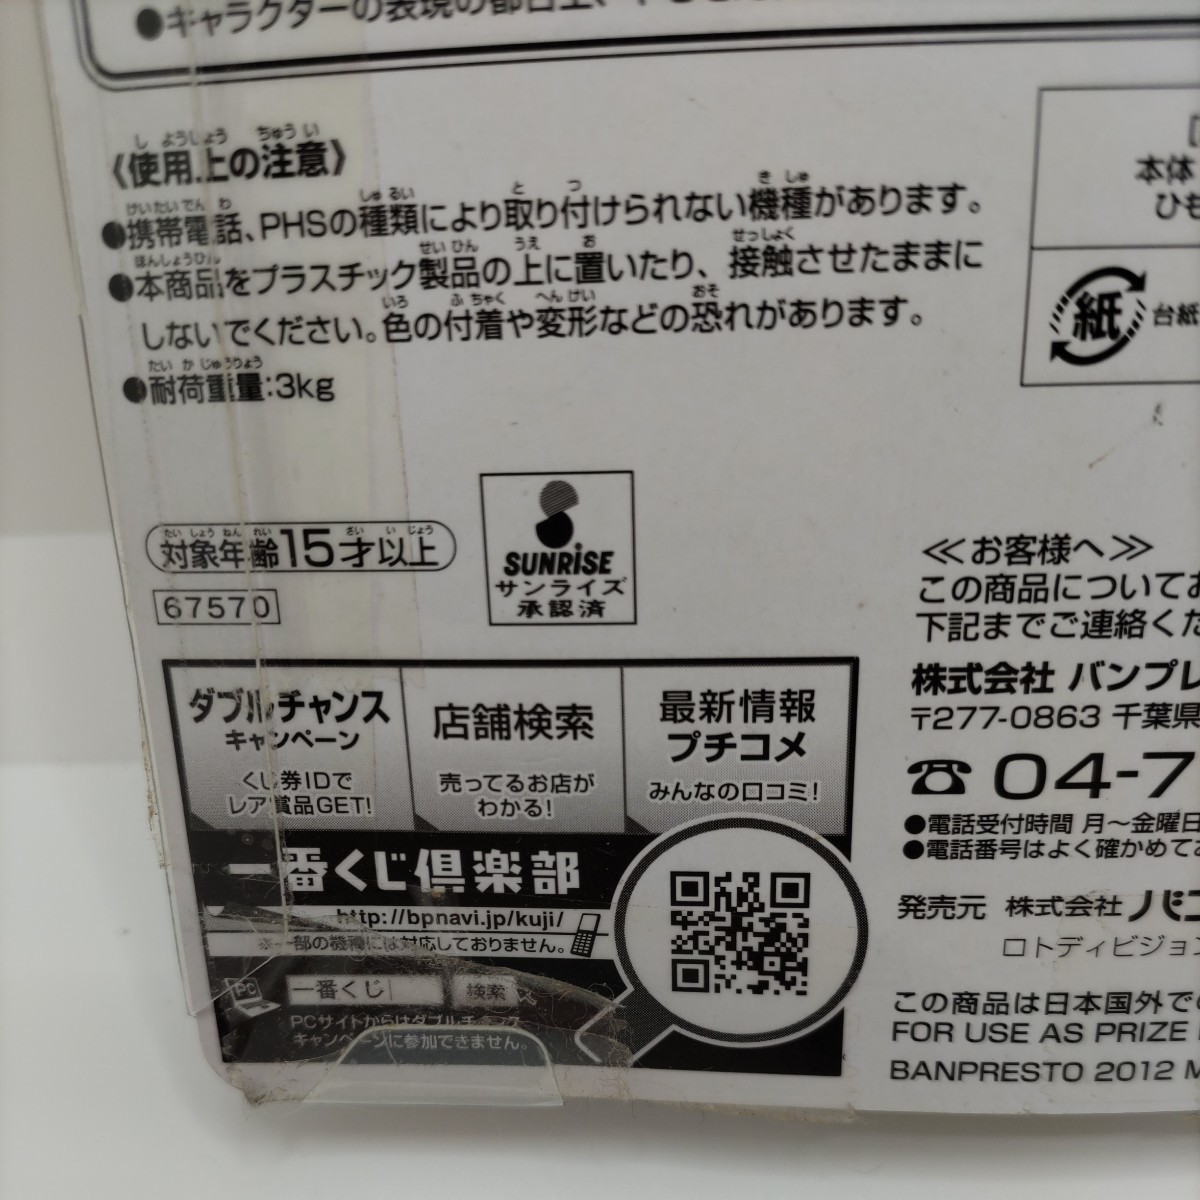 ●キャラクターの表現の都合上、
《使用上の注意》
●携帯電話、PHSの種類により取り付けられない機種があります。
●本商品をプラスチック製品の上に置いたり、接触させたままに
しないでください。色の付着や変形などの恐れがあります。
●耐荷重量:3kg
本体
ひも
紙
台紙
対象年齢15才以上
67570
SUNRISE
サンライズ
承認済
≪お客様へ≫
この商品についてお
下記までご連絡くだ
株式会社 バンプレ
〒277-0863 千葉県
☎ 04-7
●電話受付時間 月～金曜日
●電話番号はよく確かめてお
発売元 株式会社 バン
ロトディビジョン
この商品は日本国外での
FOR USE AS PRIZE
BANPRESTO 2012 M
ダブルチャンス
キャンペーン
くじ券IDで
レア賞品GET!
店舗検索
売ってるお店が
わかる!
最新情報
プチコメ
みんなの口コミ!
一番くじ倶楽部
http://bpnavi.jp/kuji/
※一部の機種には対応しておりません。
PC
一番くじ
検索
PCサイトからはダブルチャンス
キャンペーンに参加できません。